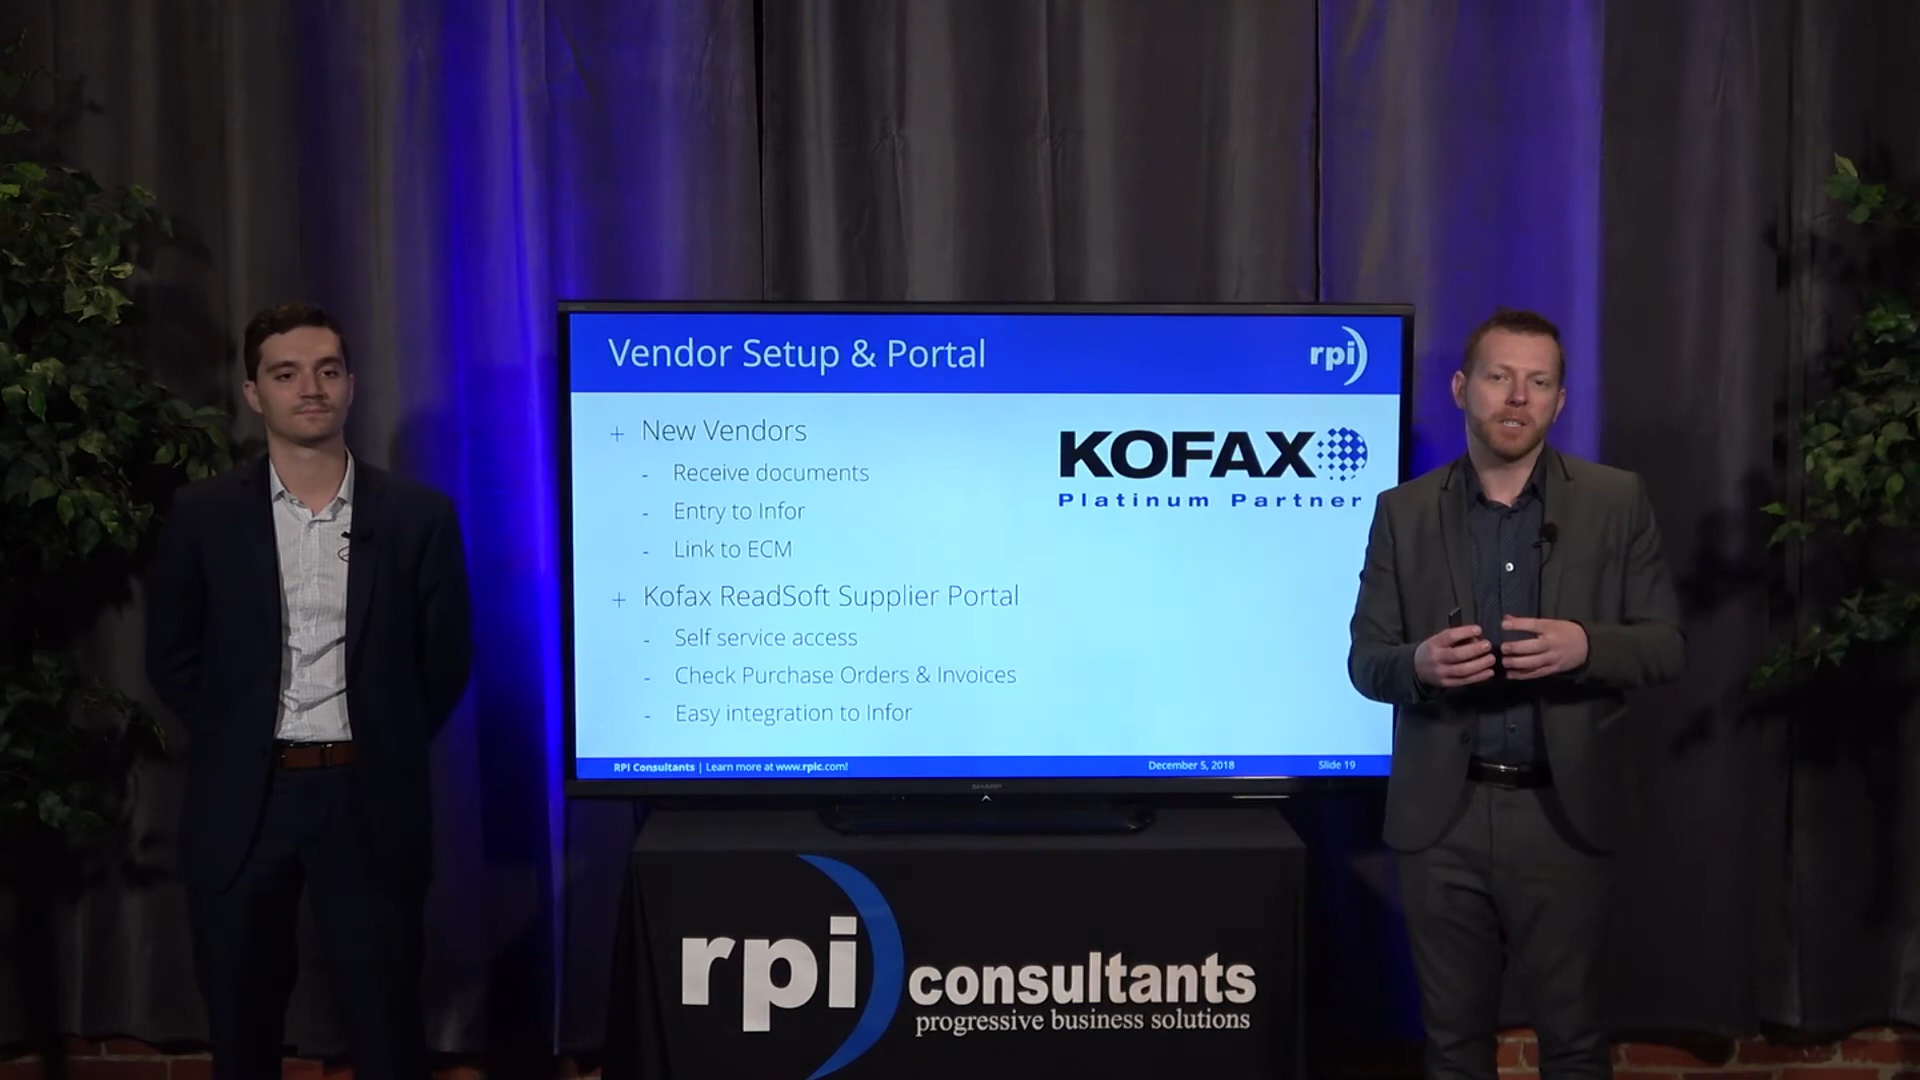 Vendor Setup & Portal
rpi
+ New Vendors
- Receive documents
- Entry to Infor
- Link to ECM
KOFAX
Platinum Partner
+ Kofax ReadSoft Supplier Portal
- Self service access
- Check Purchase Orders & Invoices
- Easy integration to Infor
RPI Consultants | Learn more at www.rpic.com!
December 5, 2018
Slide 19
SHARP
rpi consultants
progressive business solutions